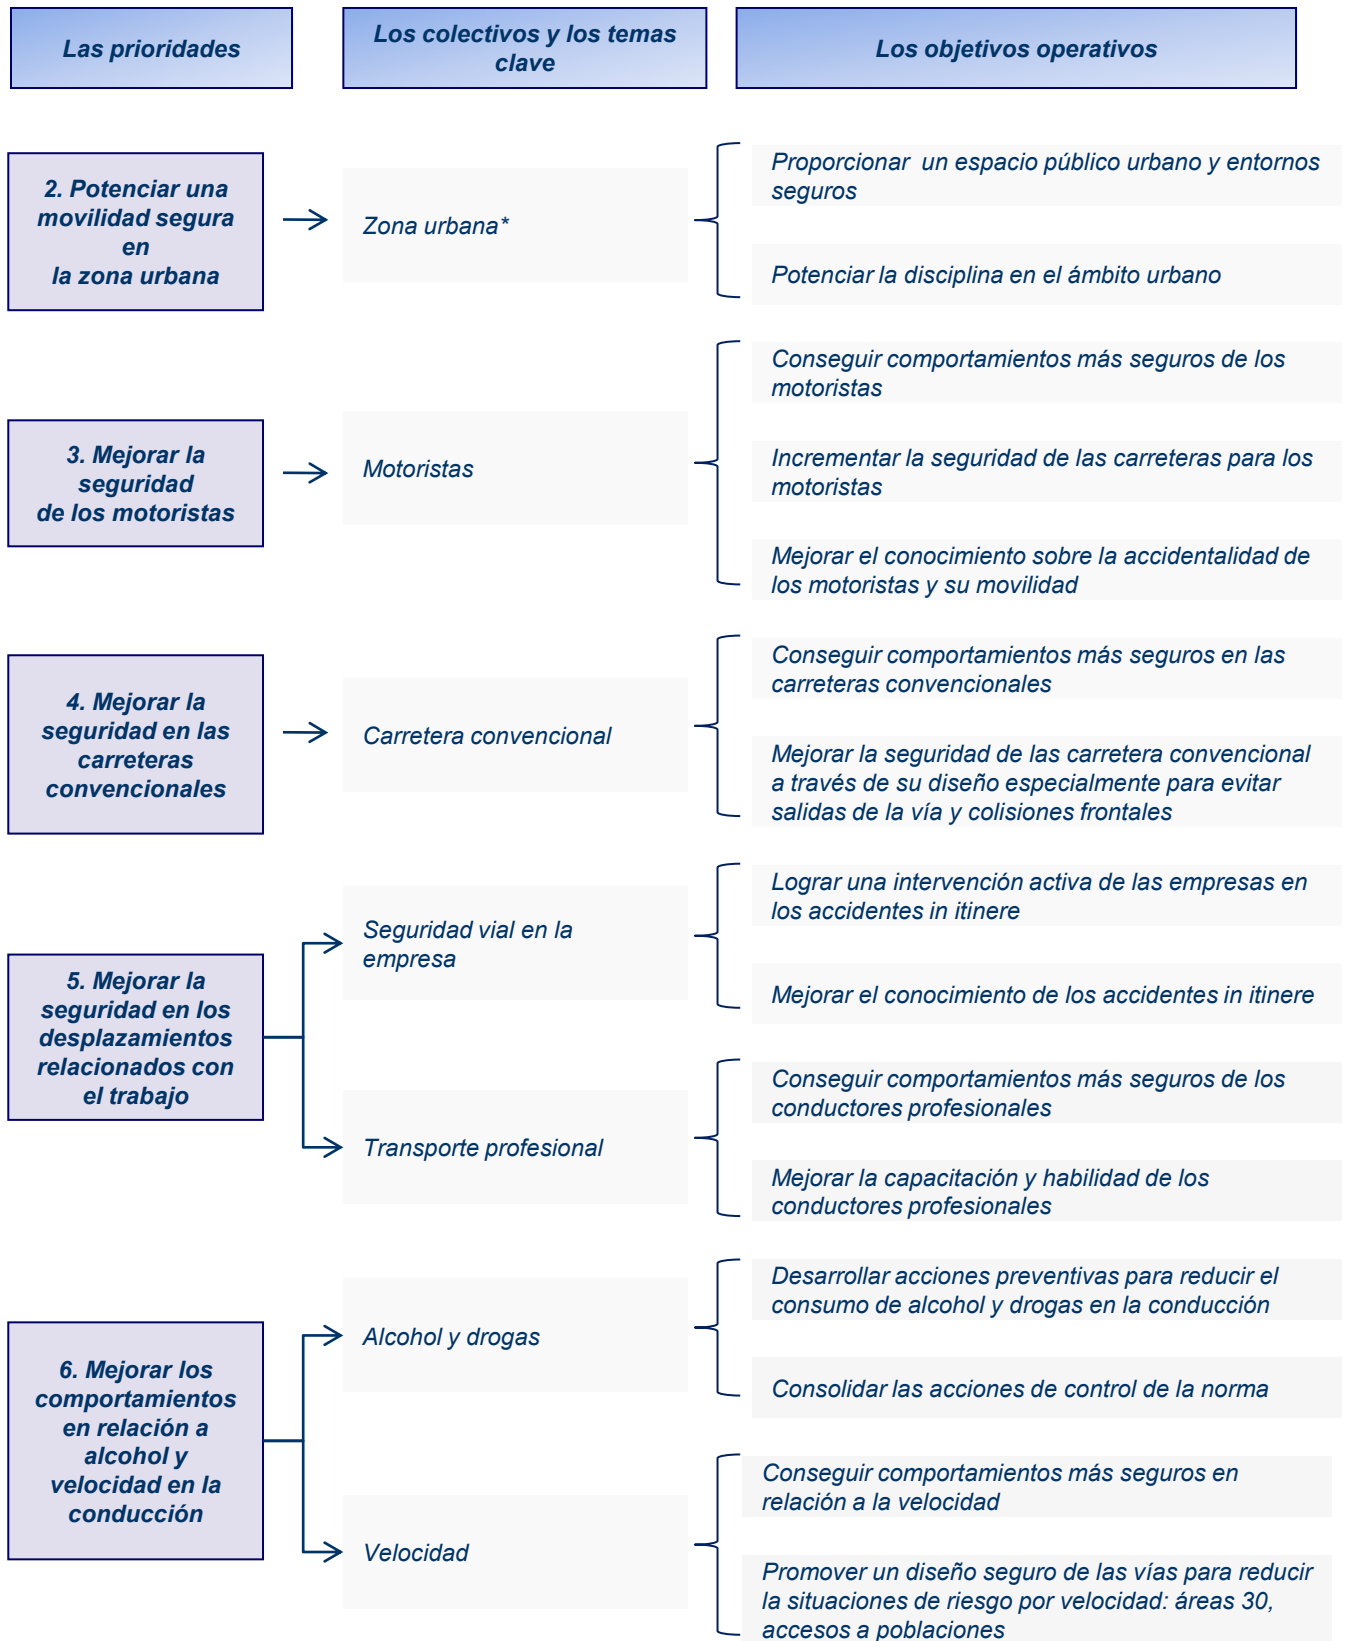 Las prioridades
Los colectivos y los temas
clave
Los objetivos operativos
2. Potenciar una
movilidad segura
en
la zona urbana
Zona urbana*
Proporcionar un espacio público urbano y entornos
seguros
Potenciar la disciplina en el ámbito urbano
3. Mejorar la
seguridad
de los motoristas
Motoristas
Conseguir comportamientos más seguros de los
motoristas
Incrementar la seguridad de las carreteras para los
motoristas
Mejorar el conocimiento sobre la accidentalidad de
los motoristas y su movilidad
4. Mejorar la
seguridad en las
carreteras
convencionales
Carretera convencional
Conseguir comportamientos más seguros en las
carreteras convencionales
Mejorar la seguridad de las carretera convencional
a través de su diseño especialmente para evitar
salidas de la vía y colisiones frontales
5. Mejorar la
seguridad en los
desplazamientos
relacionados con
el trabajo
Seguridad vial en la
empresa
Lograr una intervención activa de las empresas en
los accidentes in itinere
Mejorar el conocimiento de los accidentes in itinere
Transporte profesional
Conseguir comportamientos más seguros de los
conductores profesionales
Mejorar la capacitación y habilidad de los
conductores profesionales
6. Mejorar los
comportamientos
en relación a
alcohol y
velocidad en la
conducción
Alcohol y drogas
Desarrollar acciones preventivas para reducir el
consumo de alcohol y drogas en la conducción
Consolidar las acciones de control de la norma
Velocidad
Conseguir comportamientos más seguros en
relación a la velocidad
Promover un diseño seguro de las vías para reducir
la situaciones de riesgo por velocidad: áreas 30,
accesos a poblaciones